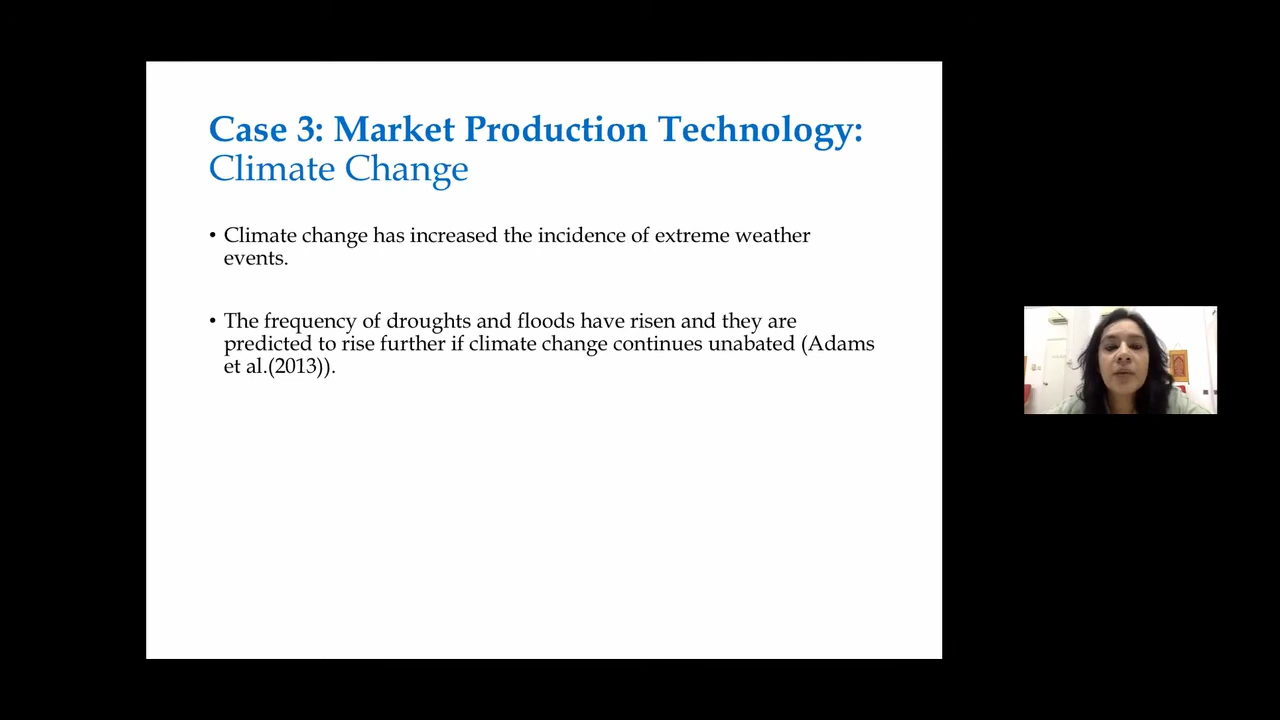 Case 3: Market Production Technology:
Climate Change
• Climate change has increased the incidence of extreme weather
events.
• The frequency of droughts and floods have risen and they are
predicted to rise further if climate change continues unabated (Adams
et al.(2013)).